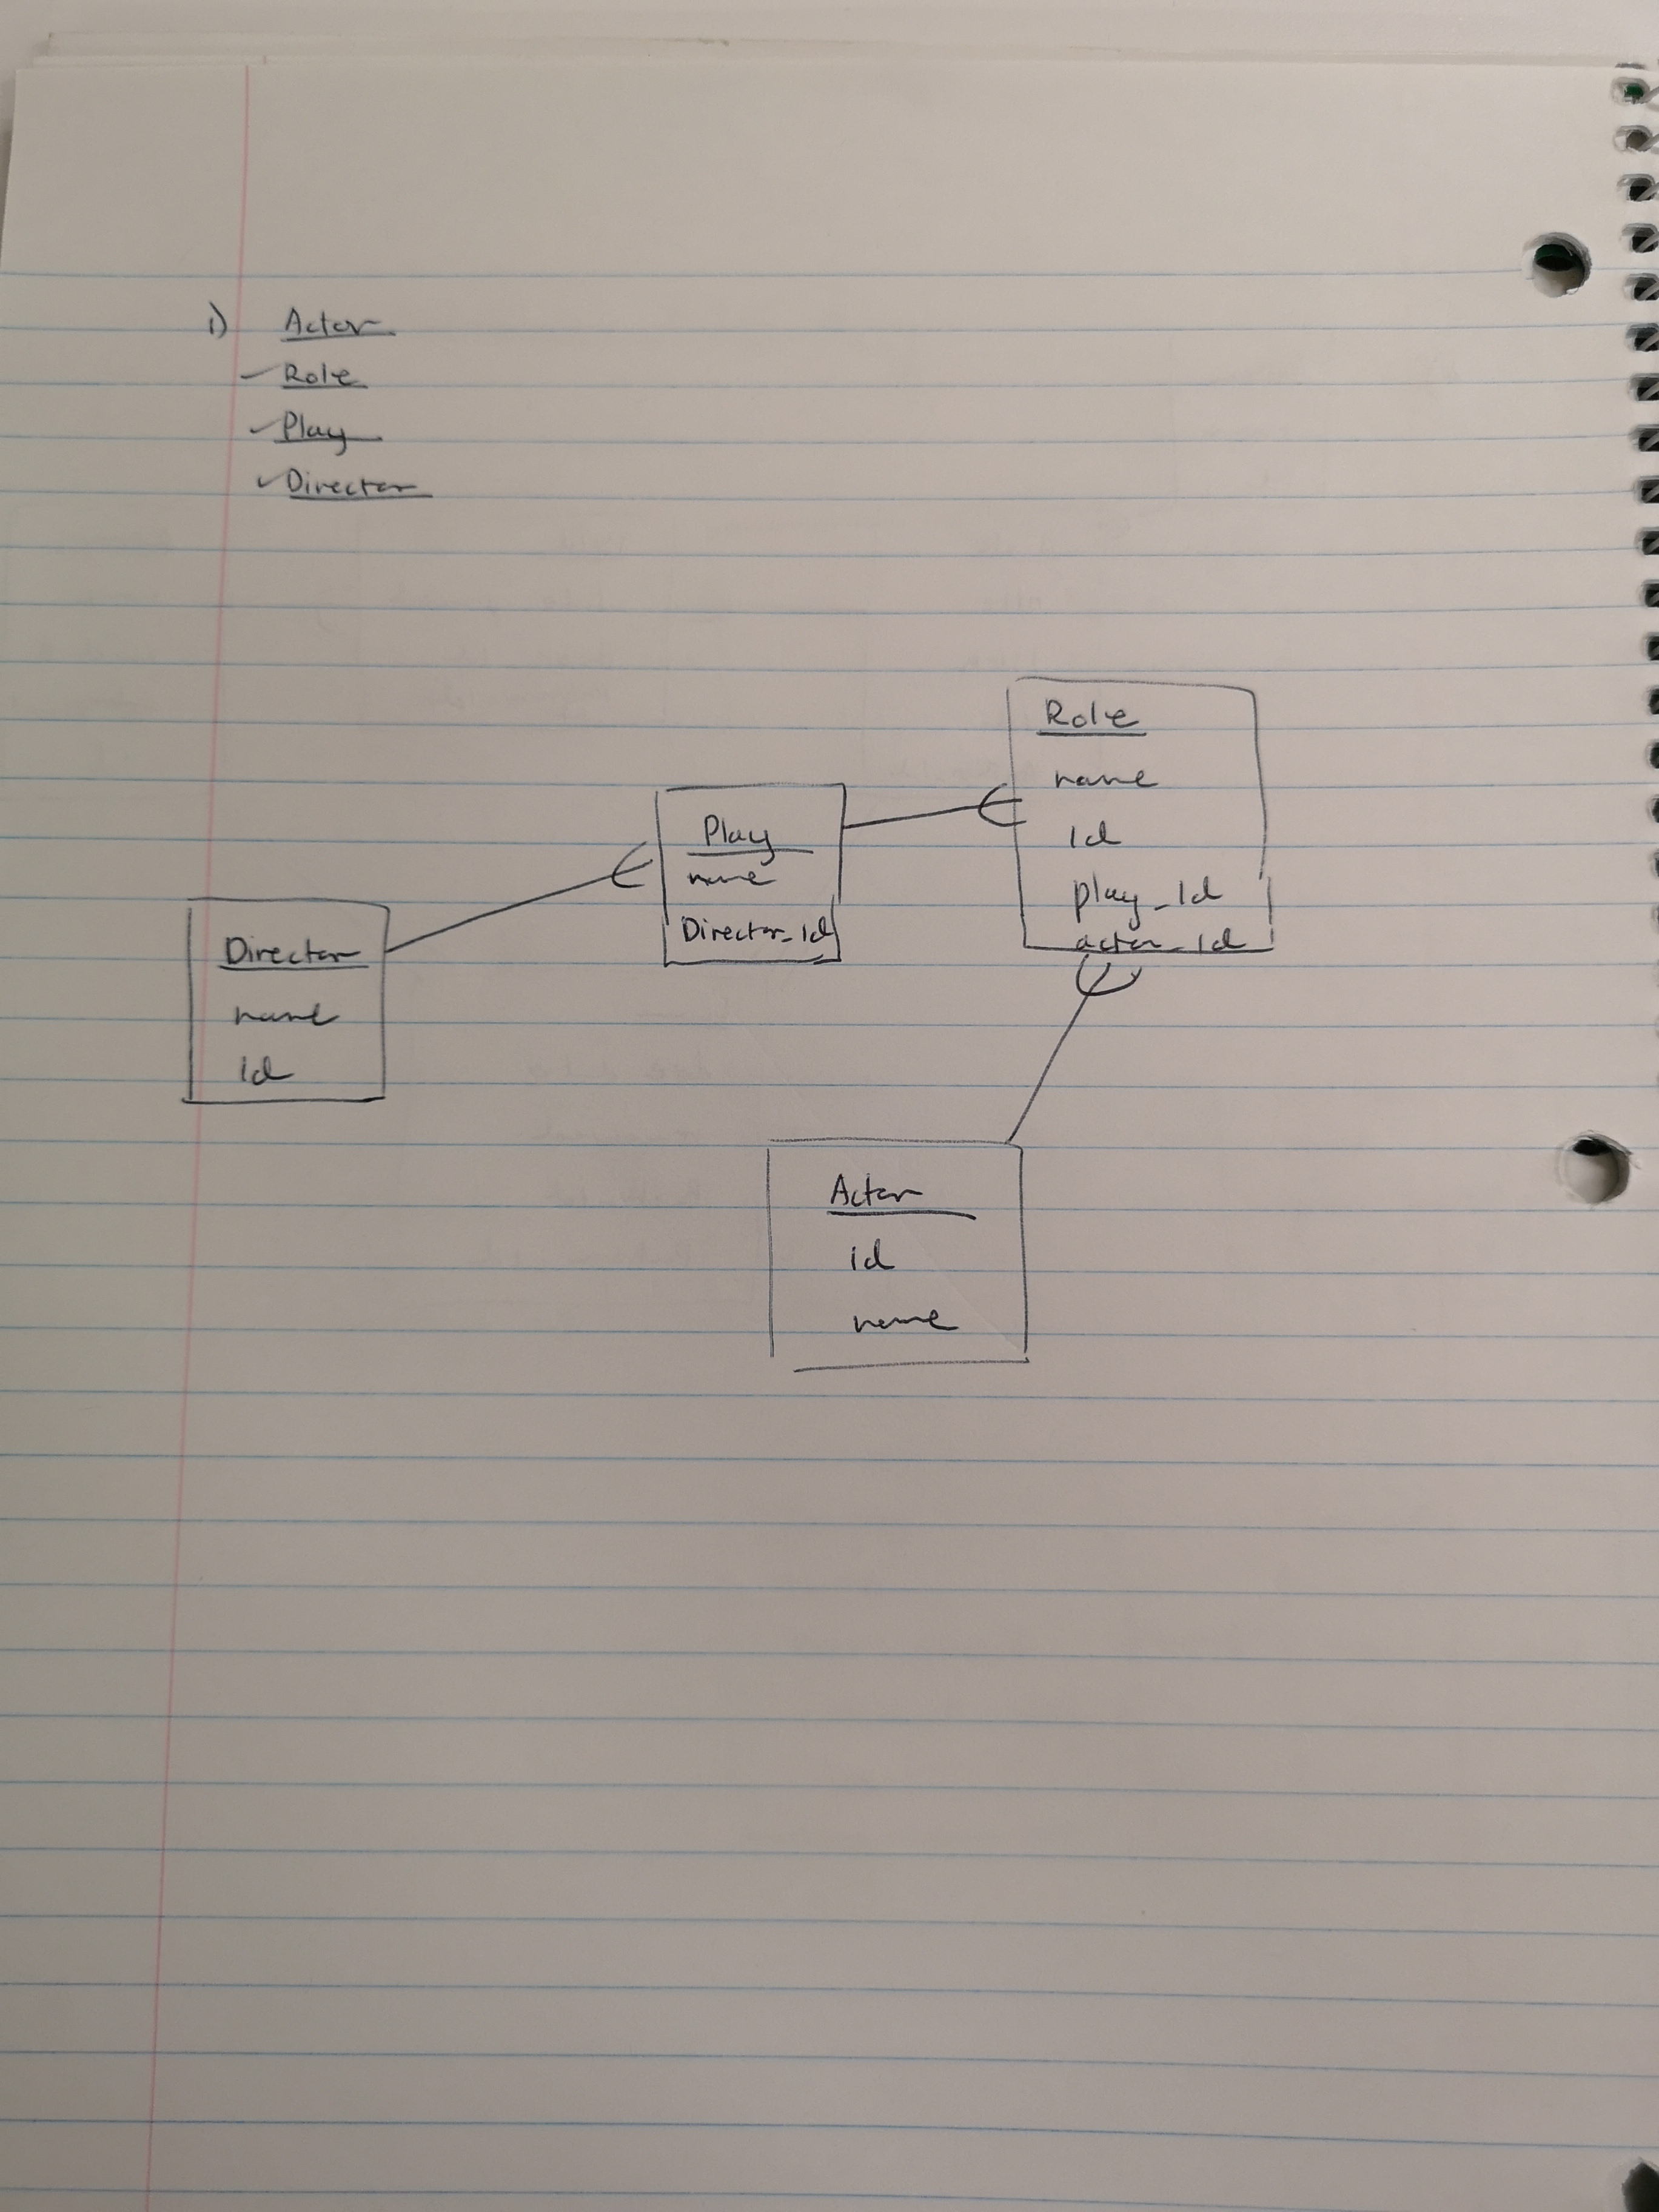 1) Actor
Role
Play
Director
Role
name
id
play_id
actor_id
Play
name
Director_id
Director
name
id
Actor
id
name